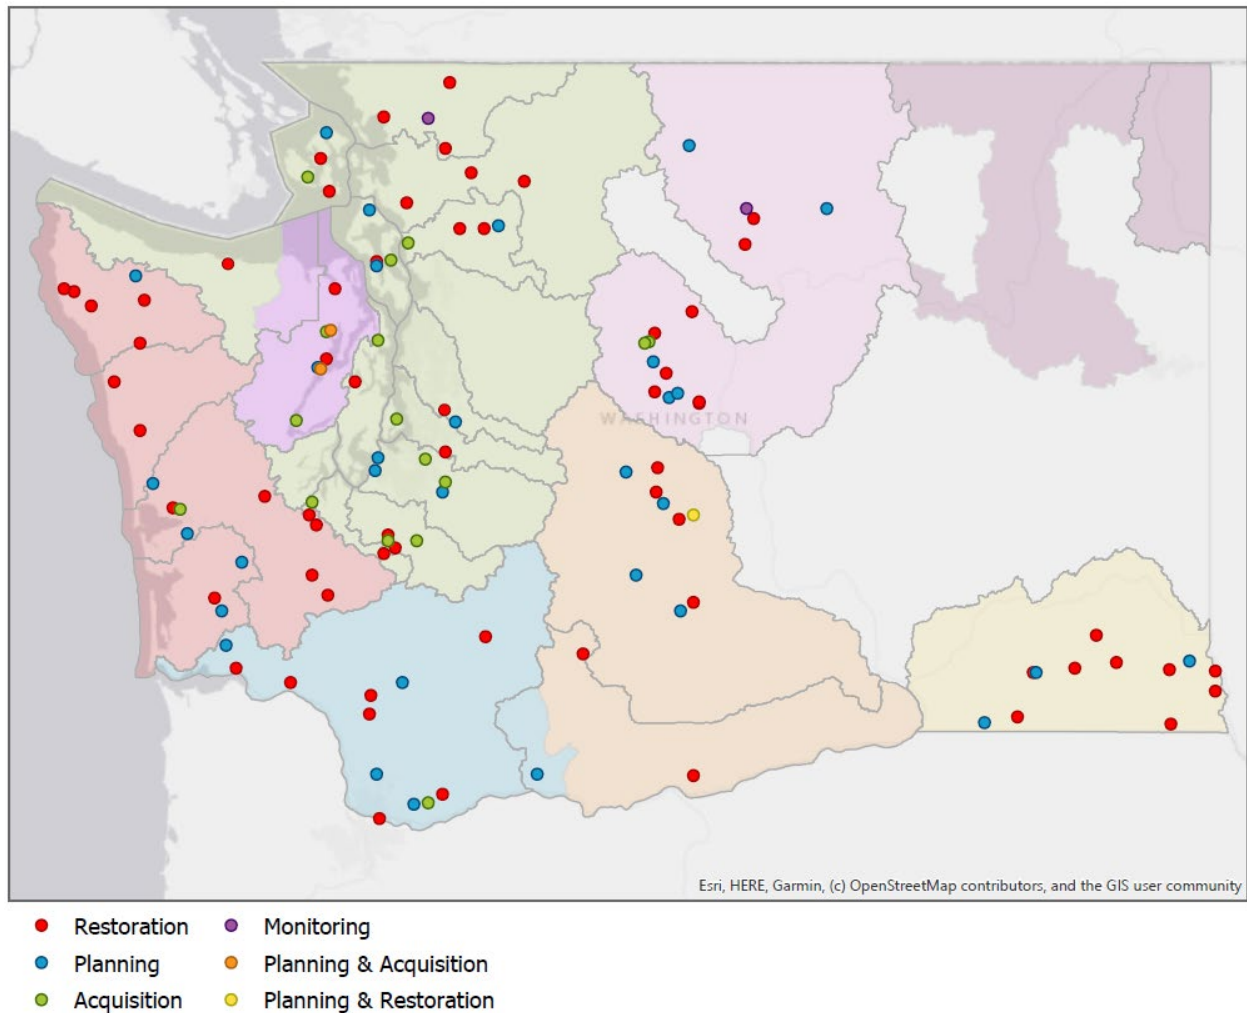 WASHINGTON
Esri, HERE, Garmin, (c) OpenStreetMap contributors, and the GIS user community
Restoration
Monitoring
Planning
Planning & Acquisition
Acquisition
Planning & Restoration